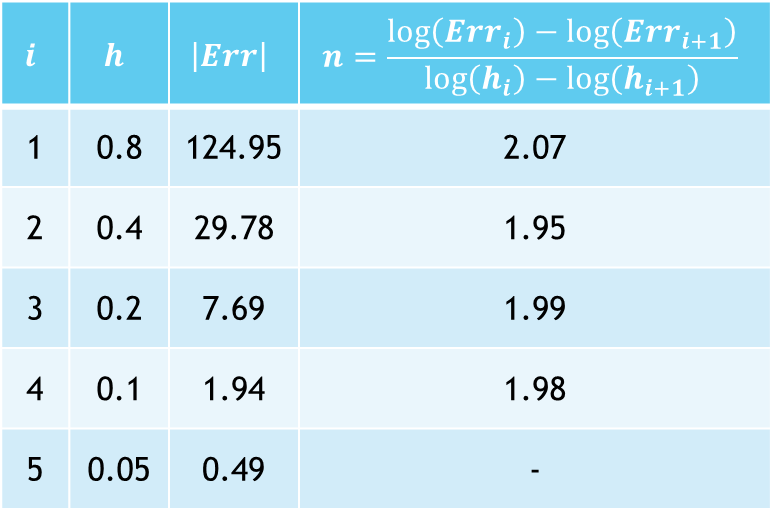 i h |Err| n = log(Err_i) − log(Err_{i+1}) / log(h_i) − log(h_{i+1})
1 0.8 124.95 2.07
2 0.4 29.78 1.95
3 0.2 7.69 1.99
4 0.1 1.94 1.98
5 0.05 0.49 -